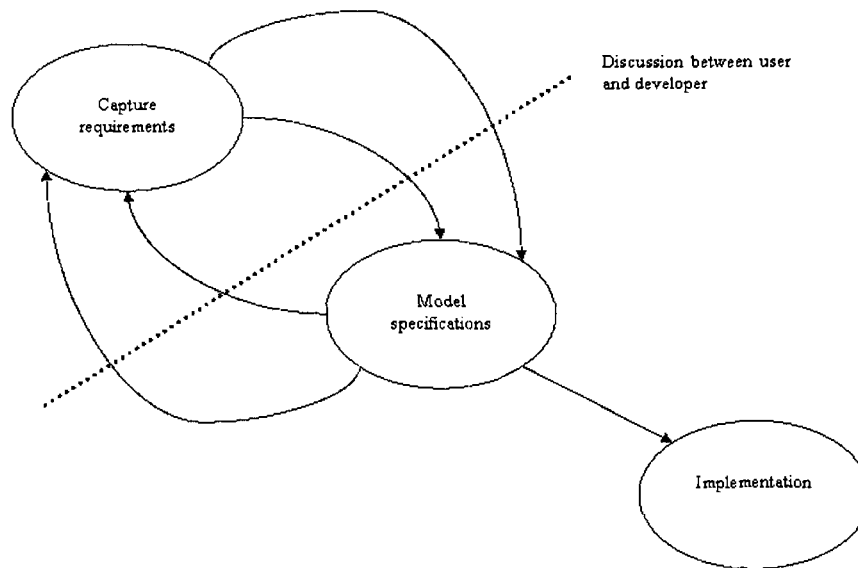 Discussion between user
and developer
Capture
requirements
Model
specifications
Implementation